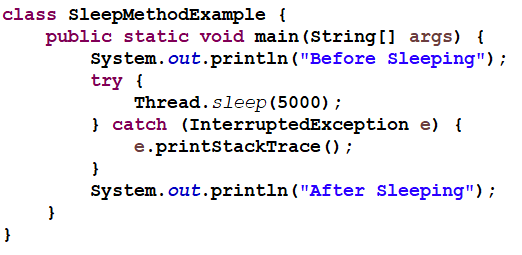 class SleepMethodExample {
    public static void main(String[] args) {
        System.out.println("Before Sleeping");
        try {
            Thread.sleep(5000);
        } catch (InterruptedException e) {
            e.printStackTrace();
        }
        System.out.println("After Sleeping");
    }
}